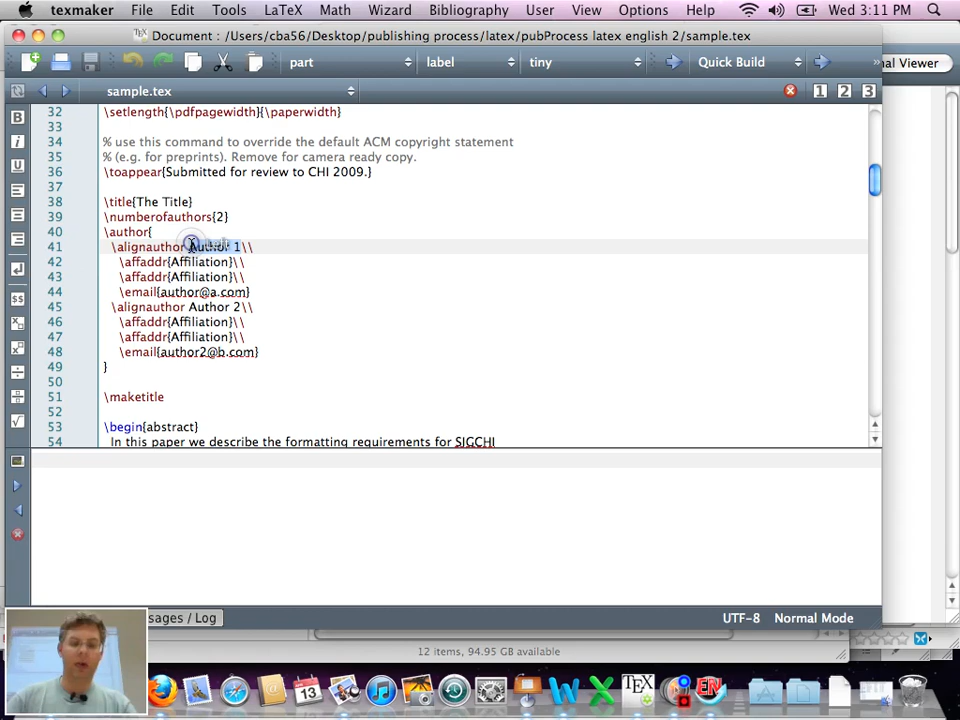 texmaker File Edit Tools LaTeX Math Wizard Bibliography User View Options Help Wed 3:11 PM
Document : /Users/cba56/Desktop/publishing process/latex/pubProcess latex english 2/sample.tex
part label tiny Quick Build nal Viewer
sample.tex 1 2 3
32 \setlength{\pdfpagewidth}{\paperwidth}
33
34 % use this command to override the default ACM copyright statement
35 % (e.g. for preprints). Remove for camera ready copy.
36 \toappear{Submitted for review to CHI 2009.}
37
38 \title{The Title}
39 \numberofauthors{2}
40 \author{
41 \alignauthor Author 1\\
42 \affaddr{Affiliation}\\
43 \affaddr{Affiliation}\\
44 \email{author@a.com}
45 \alignauthor Author 2\\
46 \affaddr{Affiliation}\\
47 \affaddr{Affiliation}\\
48 \email{author2@b.com}
49 }
50
51 \maketitle
52
53 \begin{abstract}
54 In this paper we describe the formatting requirements for SIGCHI
sages / Log UTF-8 Normal Mode
12 items, 94.95 GB available